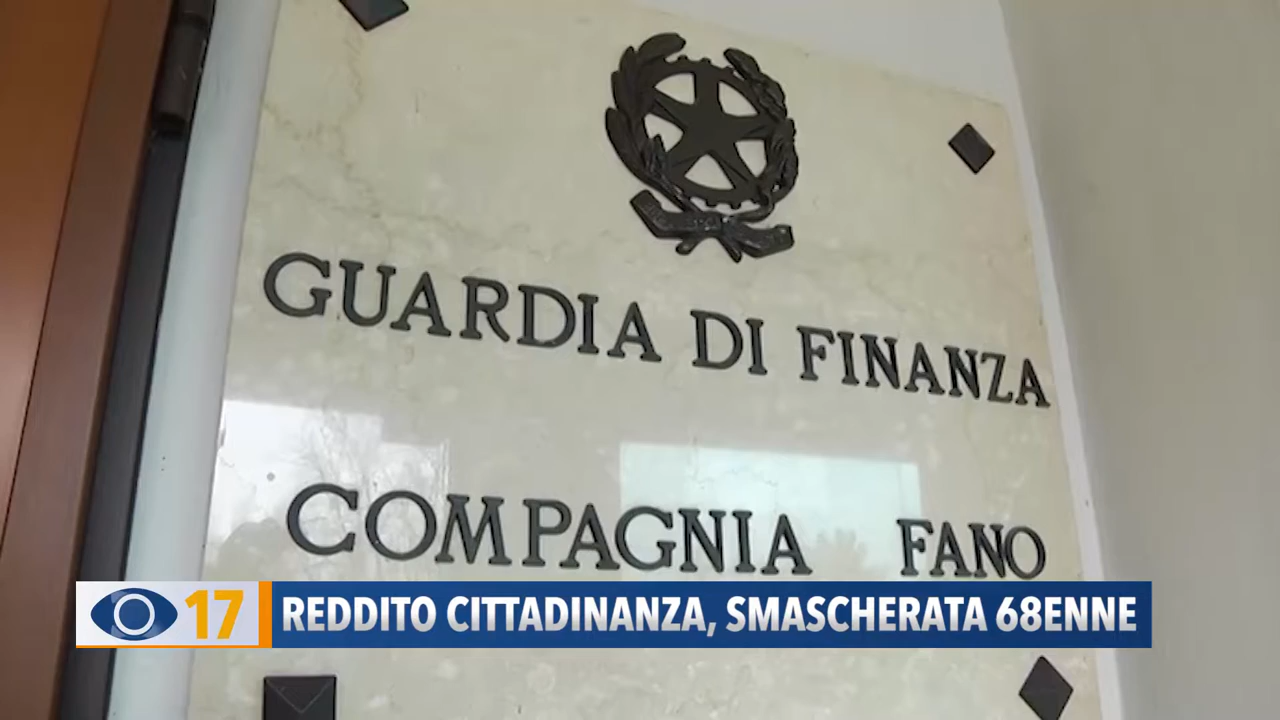 GUARDIA DI FINANZA
COMPAGNIA FANO
17 REDDITO CITTADINANZA, SMASCHERATA 68ENNE